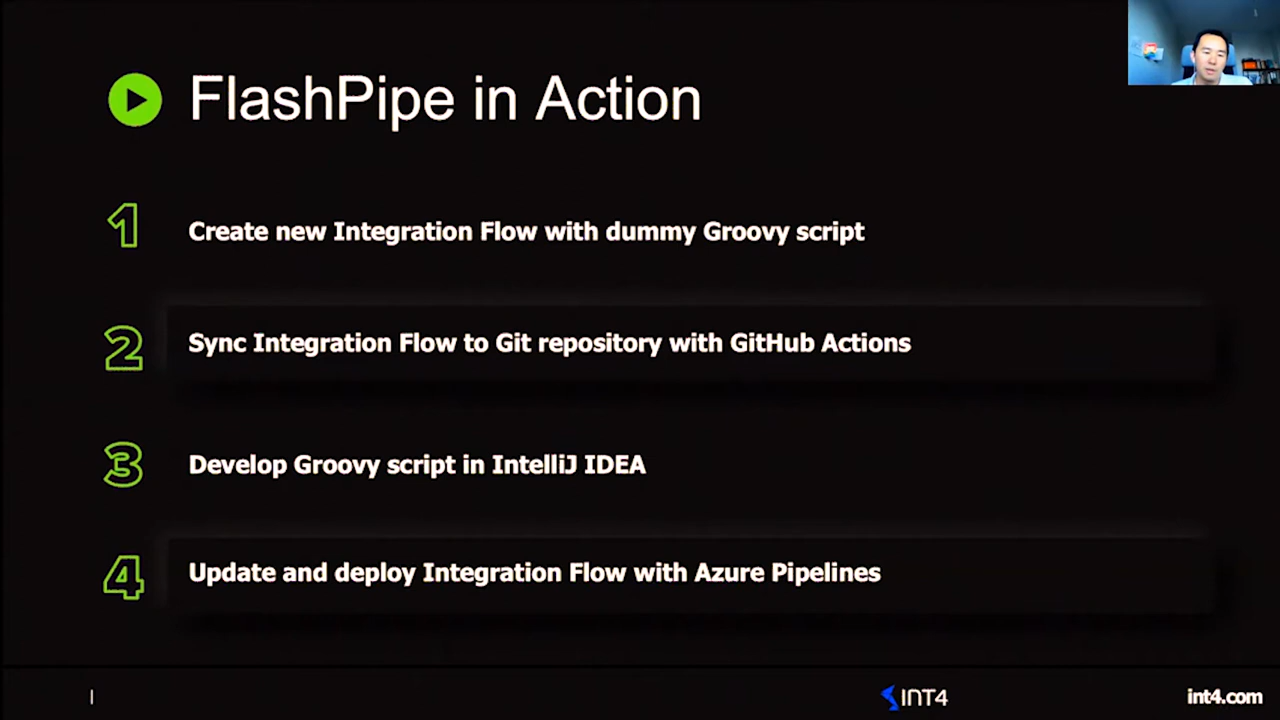 FlashPipe in Action
1
Create new Integration Flow with dummy Groovy script
2
Sync Integration Flow to Git repository with GitHub Actions
3
Develop Groovy script in IntelliJ IDEA
4
Update and deploy Integration Flow with Azure Pipelines
|
INT4
int4.com